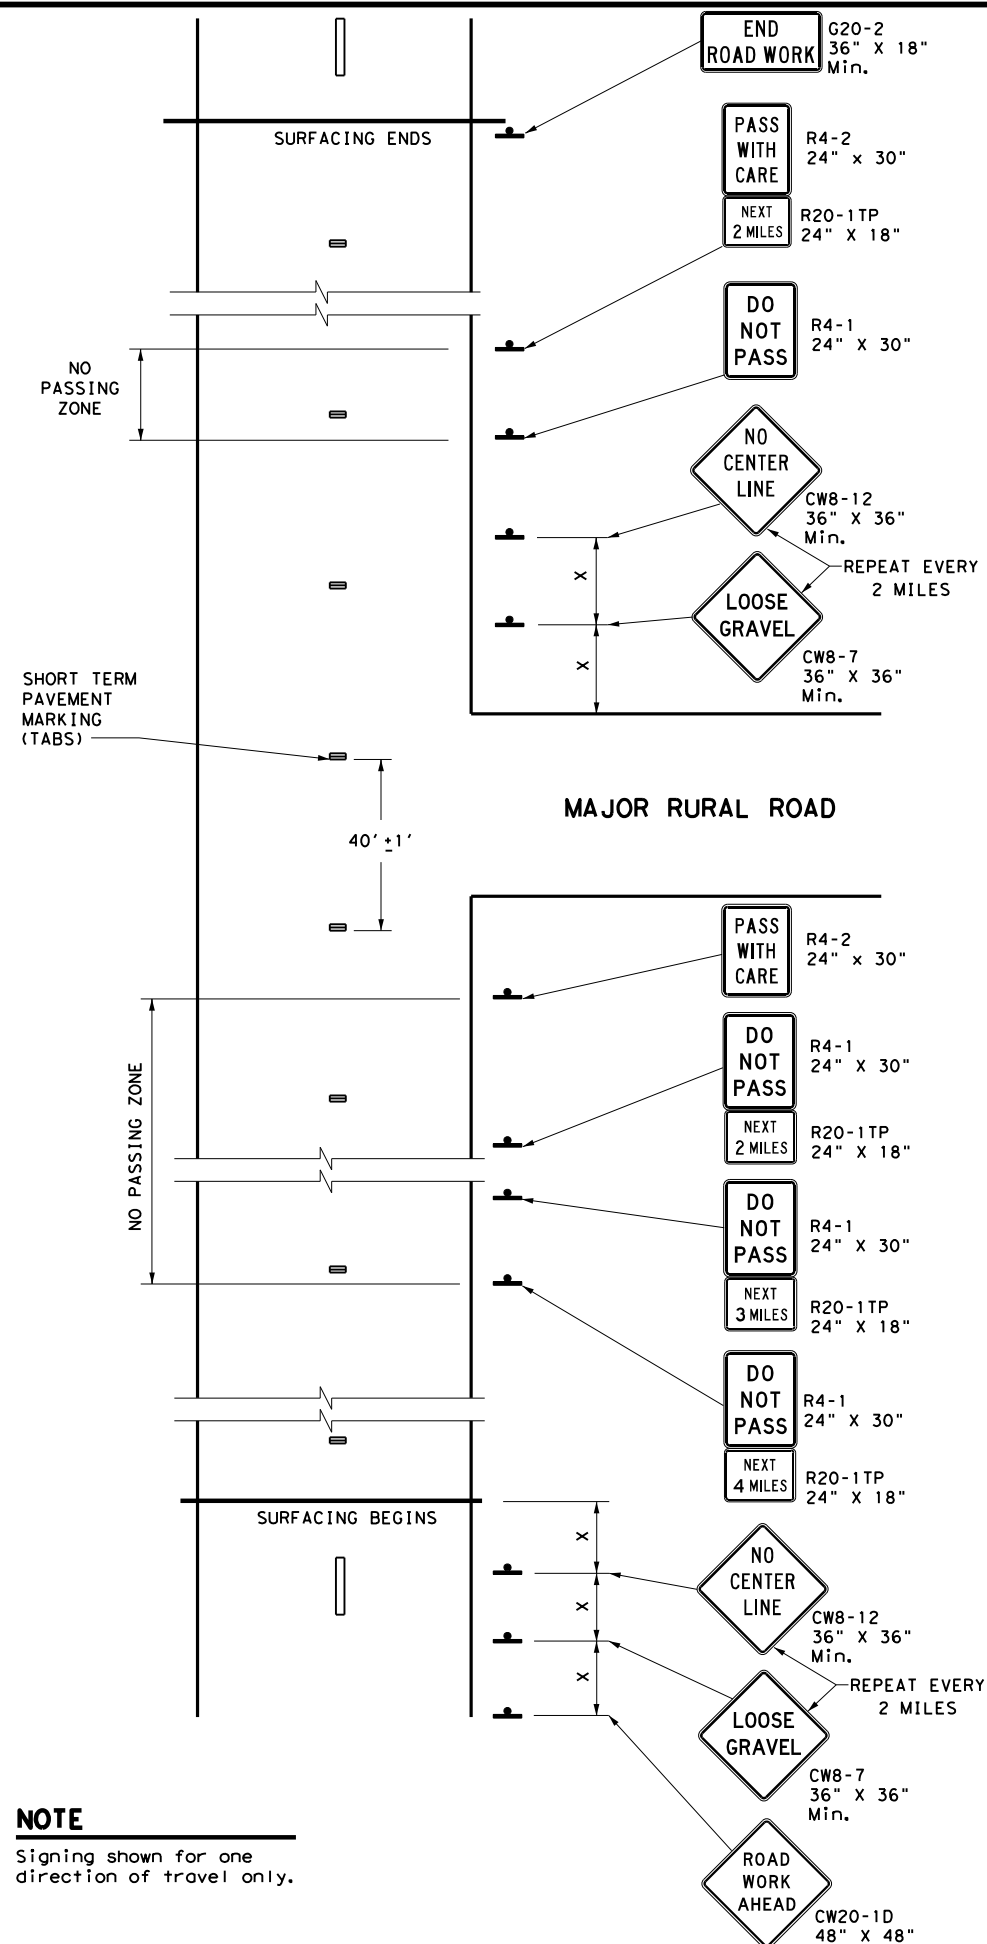 END
ROAD WORK
G20-2
36" X 18"
Min.
SURFACING ENDS
PASS
WITH
CARE
R4-2
24" x 30"
NEXT
2 MILES
R20-1TP
24" X 18"
DO
NOT
PASS
R4-1
24" X 30"
NO
PASSING
ZONE
NO
CENTER
LINE
CW8-12
36" X 36"
Min.
X
REPEAT EVERY
2 MILES
LOOSE
GRAVEL
X
CW8-7
36" X 36"
Min.
SHORT TERM
PAVEMENT
MARKING
(TABS)
MAJOR RURAL ROAD
40' ±1'
PASS
WITH
CARE
R4-2
24" x 30"
NO PASSING ZONE
DO
NOT
PASS
R4-1
24" X 30"
NEXT
2 MILES
R20-1TP
24" X 18"
DO
NOT
PASS
R4-1
24" X 30"
NEXT
3 MILES
R20-1TP
24" X 18"
DO
NOT
PASS
R4-1
24" X 30"
NEXT
4 MILES
R20-1TP
24" X 18"
SURFACING BEGINS
X
NO
CENTER
LINE
X
CW8-12
36" X 36"
Min.
X
REPEAT EVERY
2 MILES
LOOSE
GRAVEL
CW8-7
36" X 36"
Min.
NOTE
Signing shown for one
direction of travel only.
ROAD
WORK
AHEAD
CW20-1D
48" X 48"